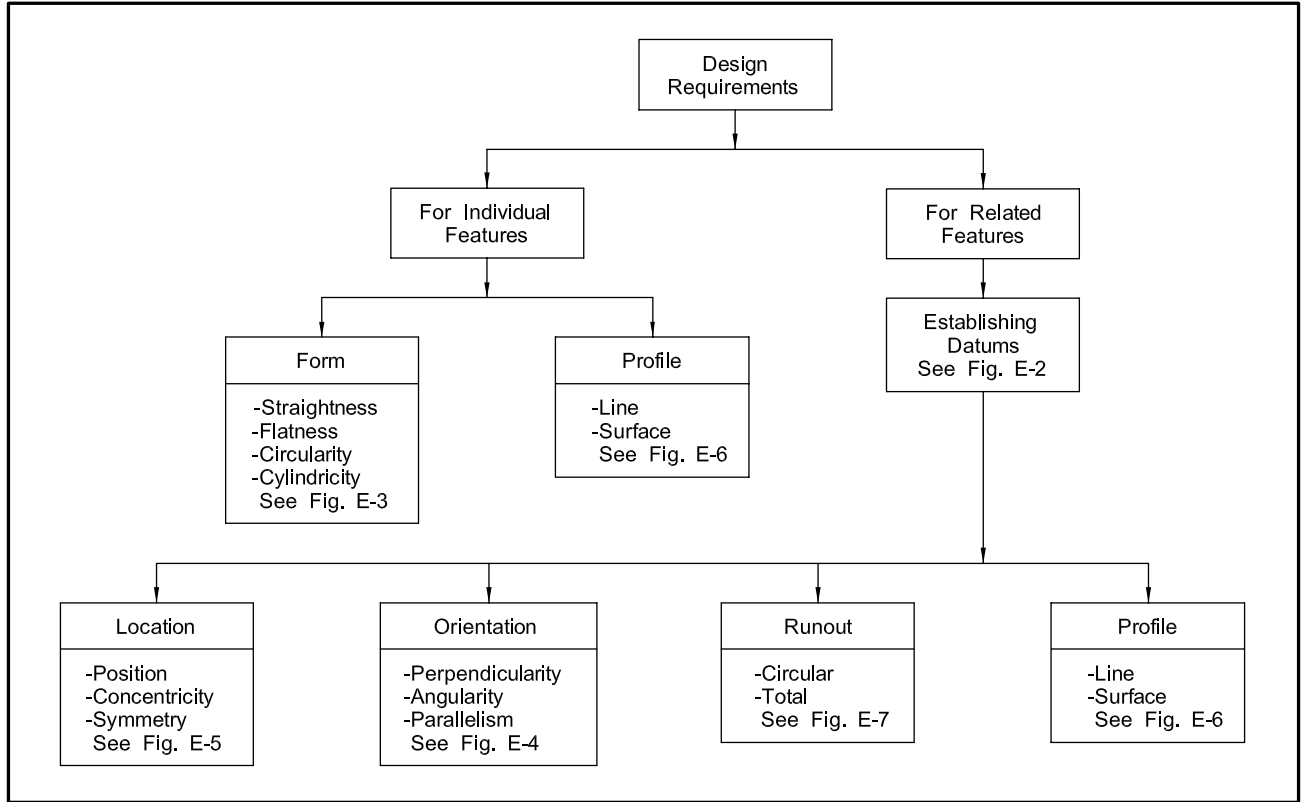 Design
Requirements
For Individual
Features
For Related
Features
Establishing
Datums
See Fig. E-2
Form
-Straightness
-Flatness
-Circularity
-Cylindricity
See Fig. E-3
Profile
-Line
-Surface
See Fig. E-6
Location
-Position
-Concentricity
-Symmetry
See Fig. E-5
Orientation
-Perpendicularity
-Angularity
-Parallelism
See Fig. E-4
Runout
-Circular
-Total
See Fig. E-7
Profile
-Line
-Surface
See Fig. E-6